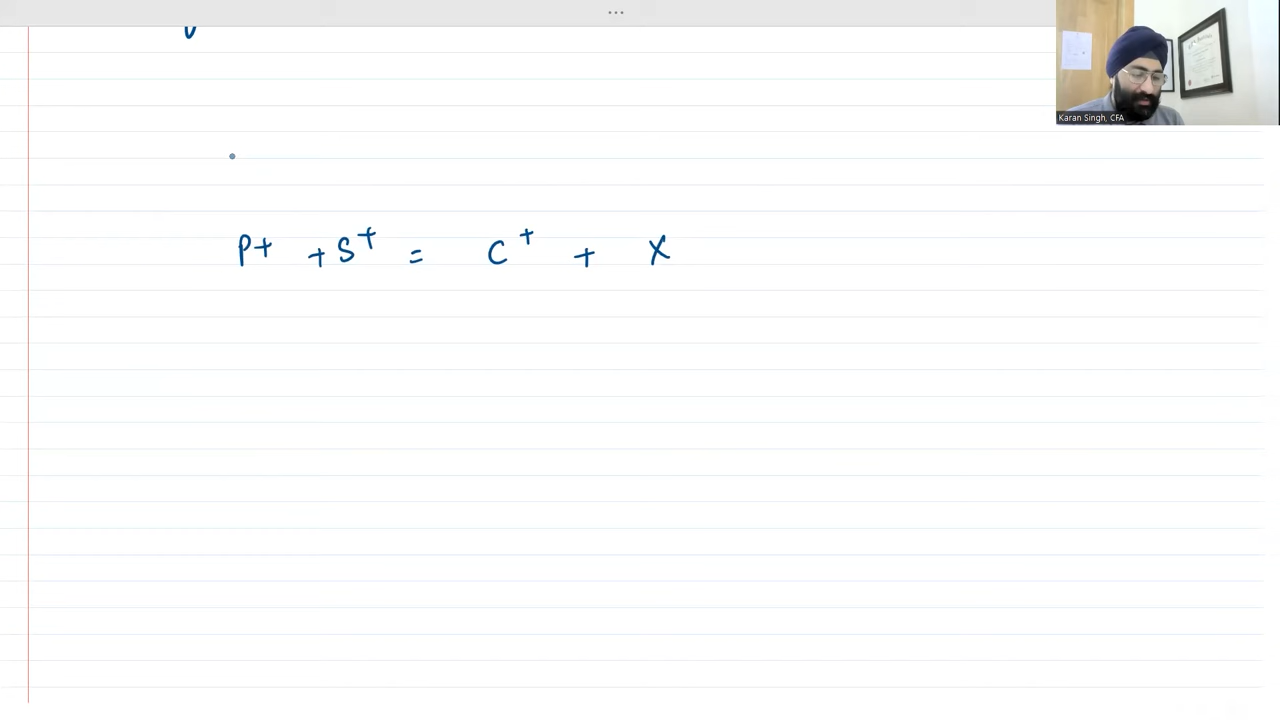 Karan Singh, CFA
P+ + S+ = C+ + X